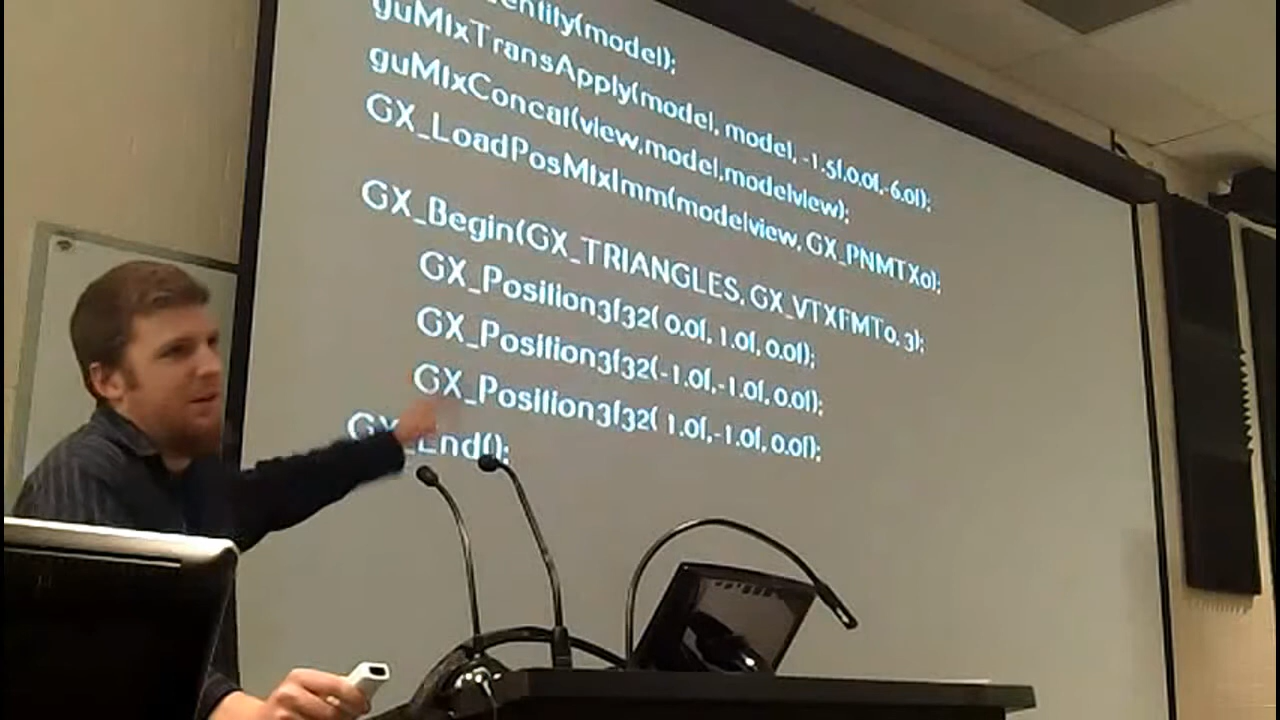 guMtxTransApply(model, model, -1.5f,0.0f,-6.0f);
guMtxConcat(view,model,modelview);
GX_LoadPosMtxImm(modelview, GX_PNMTX0);
GX_Begin(GX_TRIANGLES, GX_VTXFMT0, 3);
GX_Position3f32( 0.0f, 1.0f, 0.0f);
GX_Position3f32(-1.0f,-1.0f, 0.0f);
GX_Position3f32( 1.0f,-1.0f, 0.0f);
GX_End();